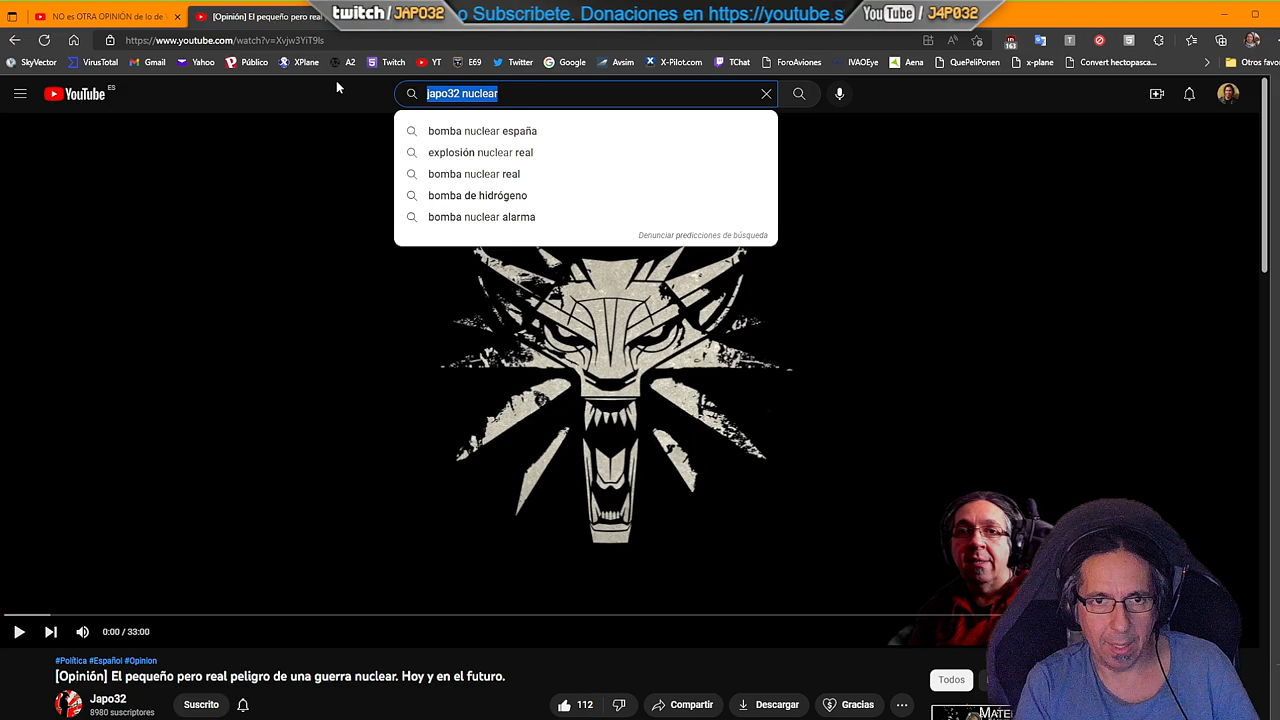 NO es OTRA OPINIÓN de lo de
[Opinión] El pequeño pero real
twitch / JAPO32
o Subscribete. Donaciones en https://youtube.s
YouTube / J4P032
https://www.youtube.com/watch?v=Xvjw3YiT9Is
163
SkyVector
VirusTotal
Gmail
Yahoo
Público
XPlane
A2
Twitch
YT
E69
Twitter
Google
Avsim
X-Pilot.com
TChat
ForoAviones
IVAOEye
Aena
QuePeliPonen
x-plane
Convert hectopasca...
Otros favo
YouTube ES
japo32 nuclear
bomba nuclear españa
explosión nuclear real
bomba nuclear real
bomba de hidrógeno
bomba nuclear alarma
Denunciar predicciones de búsqueda
0:00 / 33:00
#Política #Español #Opinion
[Opinión] El pequeño pero real peligro de una guerra nuclear. Hoy y en el futuro.
Todos
Japo32
8980 suscriptores
Suscrito
112
Compartir
Descargar
Gracias